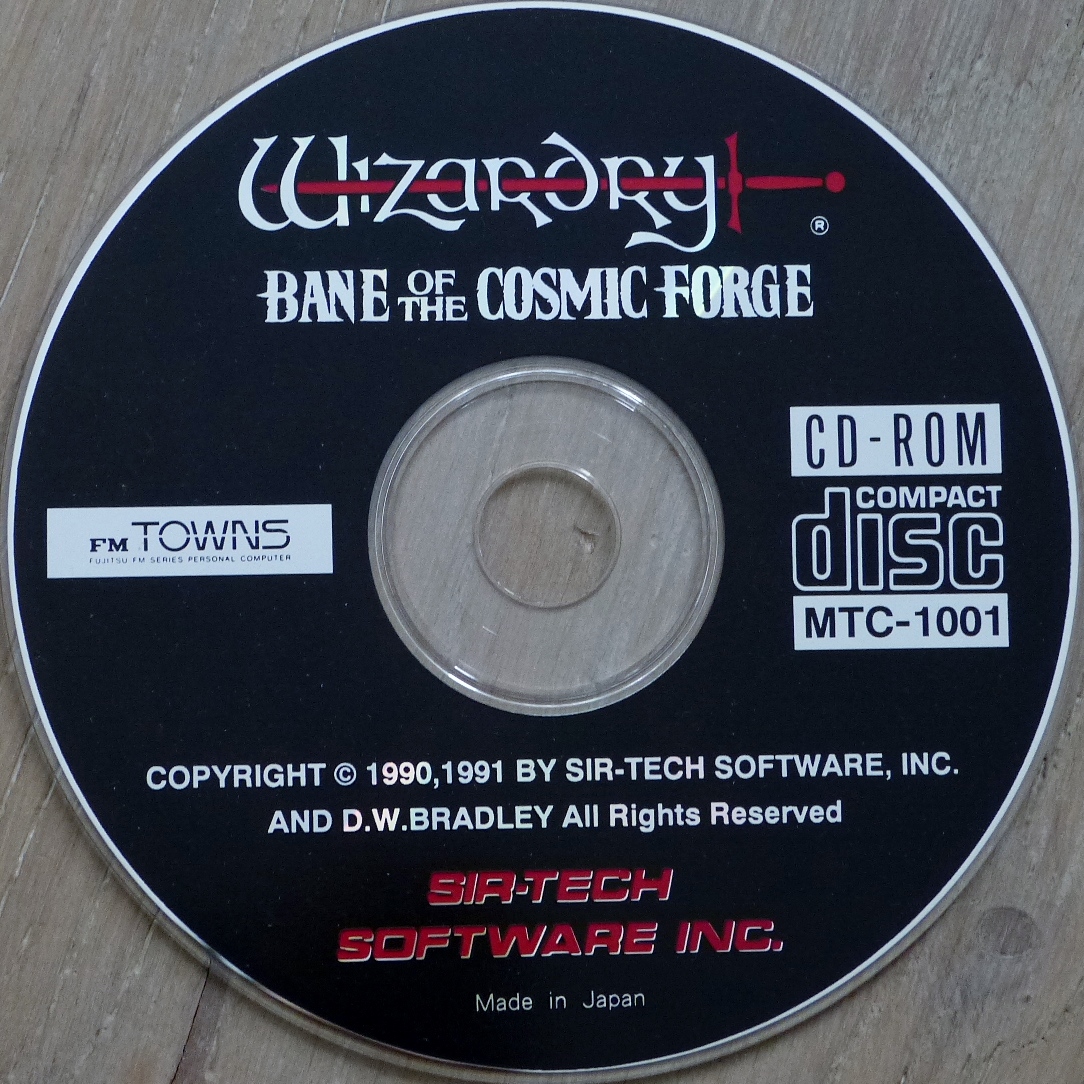 Wizardry
®
BANE OF THE COSMIC FORGE
CD-ROM
COMPACT
disc
FM TOWNS
FUJITSU FM SERIES PERSONAL COMPUTER
MTC-1001
COPYRIGHT © 1990,1991 BY SIR-TECH SOFTWARE, INC.
AND D.W.BRADLEY All Rights Reserved
SIR-TECH
SOFTWARE INC.
Made in Japan